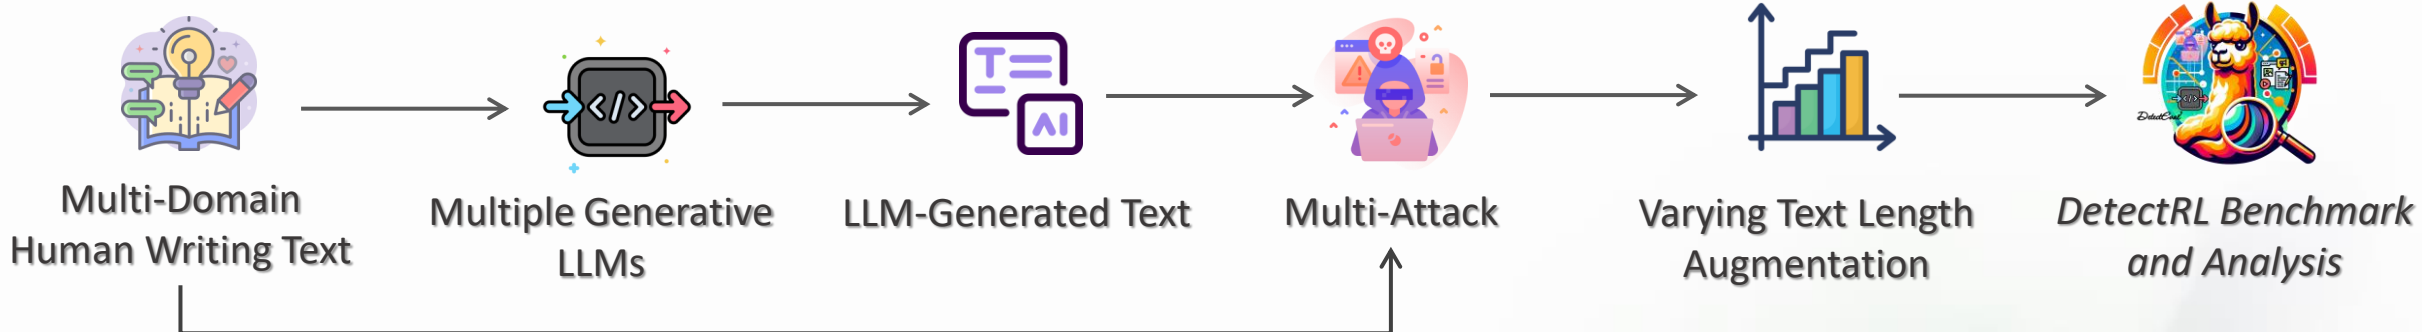 Multi-Domain
Human Writing Text
Multiple Generative
LLMs
LLM-Generated Text
Multi-Attack
Varying Text Length
Augmentation
DetectRL Benchmark
and Analysis